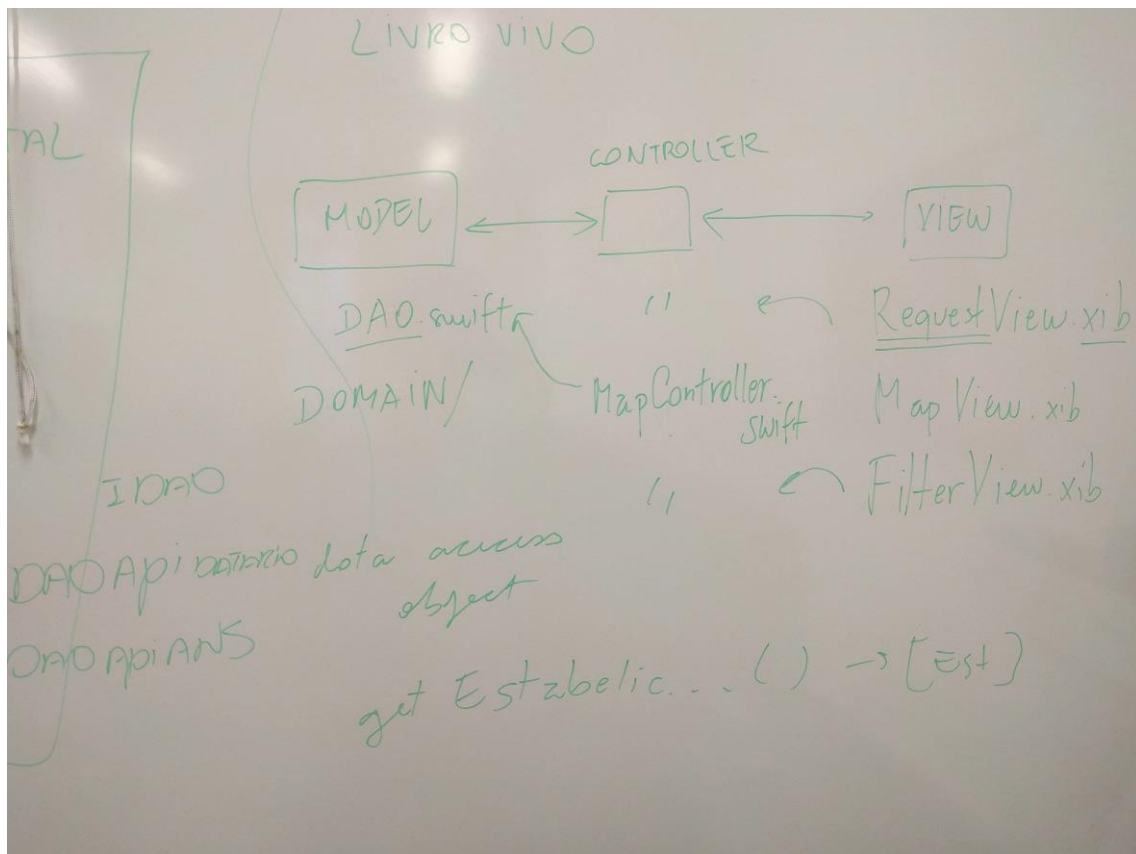 LIVRO VIVO
AL
CONTROLLER
MODEL
VIEW
DAO.swift
"
RequestView.xib
DOMAIN/
MapController.
swift
MapView.xib
IDAO
"
FilterView.xib
DAOApi data access
object
DAOApiANS
get Estabelic... () → [Est]